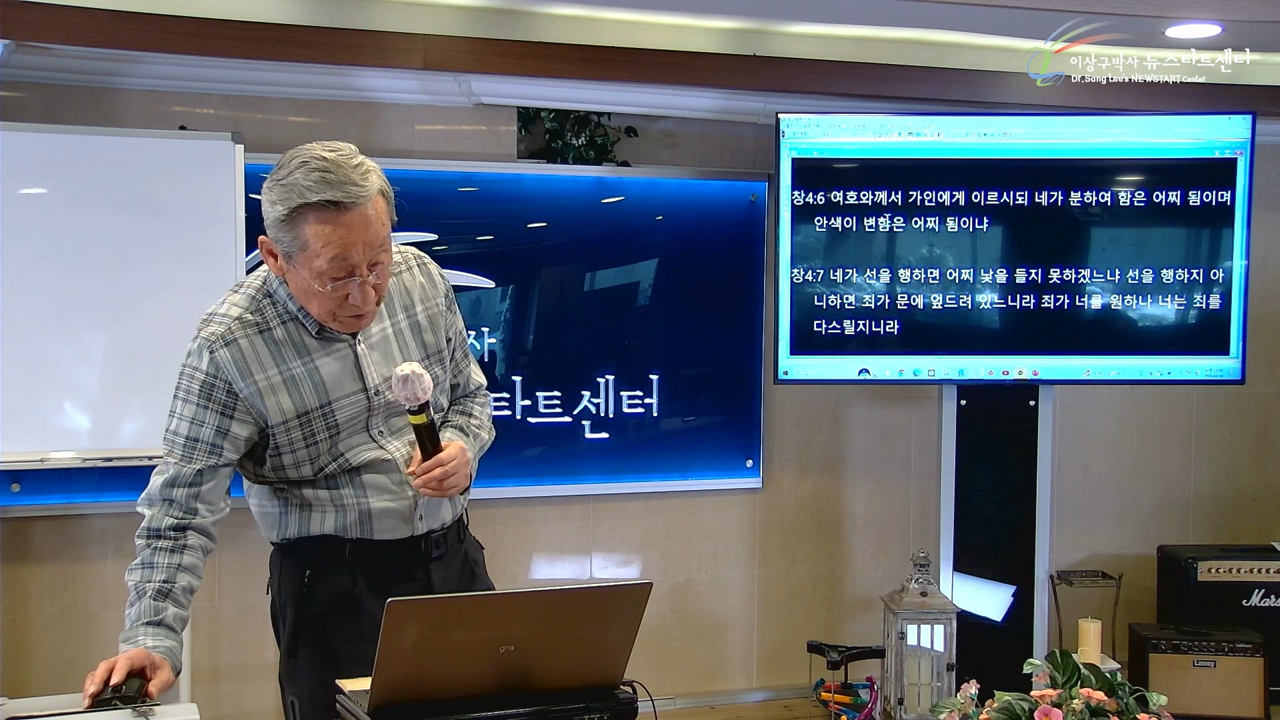 이상구박사 뉴스타트센터
Dr. Sang Lee's NEWSTART Center
창4:6 여호와께서 가인에게 이르시되 네가 분하여 함은 어찌 됨이며
안색이 변함은 어찌 됨이냐
창4:7 네가 선을 행하면 어찌 낯을 들지 못하겠느냐 선을 행하지 아
니하면 죄가 문에 엎드려 있느니라 죄가 너를 원하나 너는 죄를
다스릴지니라
사
타트센터
gra
Mars
Laney